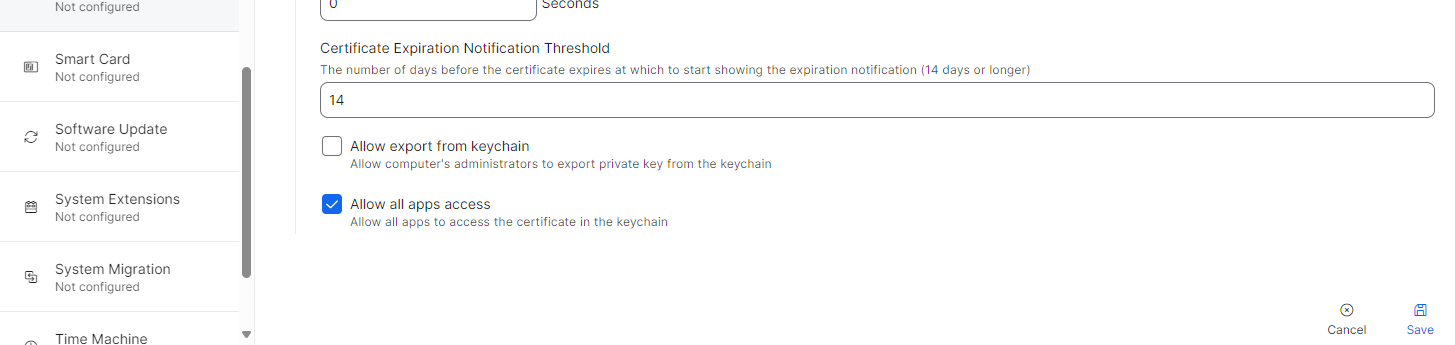 Not configured
Smart Card
Not configured
Software Update
Not configured
System Extensions
Not configured
System Migration
Not configured
Time Machine
0 Seconds
Certificate Expiration Notification Threshold
The number of days before the certificate expires at which to start showing the expiration notification (14 days or longer)
14
Allow export from keychain
Allow computer's administrators to export private key from the keychain
Allow all apps access
Allow all apps to access the certificate in the keychain
Cancel
Save